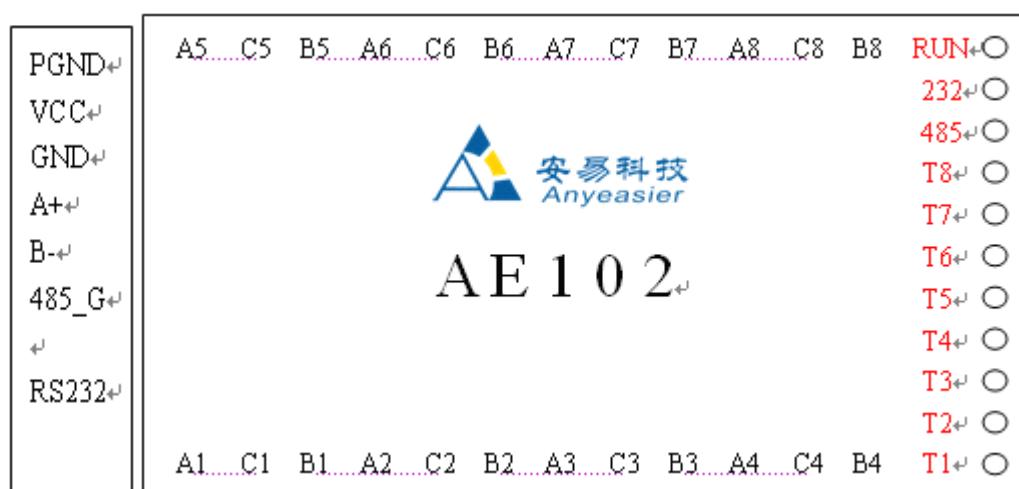 PGND
VCC
GND
A+
B-
485_G
RS232
A5 C5 B5 A6 C6 B6 A7 C7 B7 A8 C8 B8
安易科技
Anyeasier
AE102
A1 C1 B1 A2 C2 B2 A3 C3 B3 A4 C4 B4
RUN
232
485
T8
T7
T6
T5
T4
T3
T2
T1